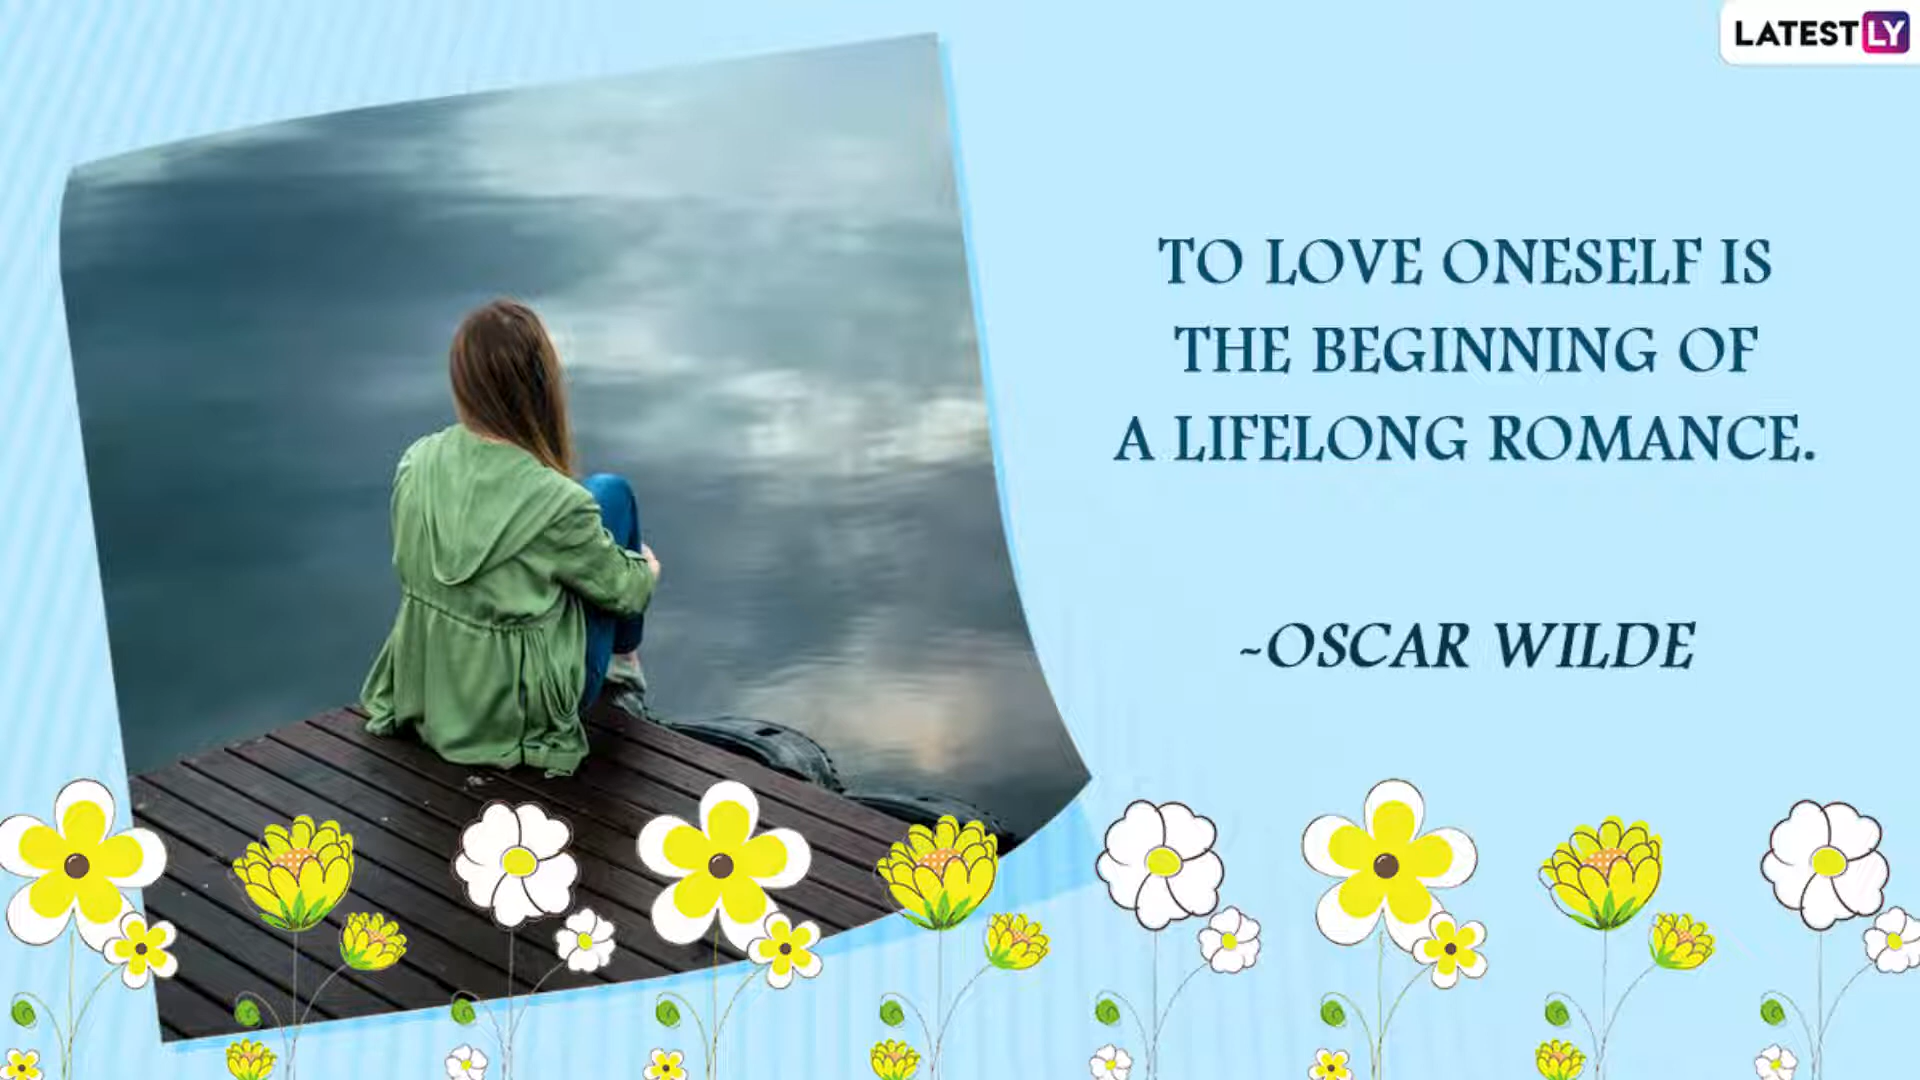 LATESTLY
TO LOVE ONESELF IS
THE BEGINNING OF
A LIFELONG ROMANCE.
~OSCAR WILDE